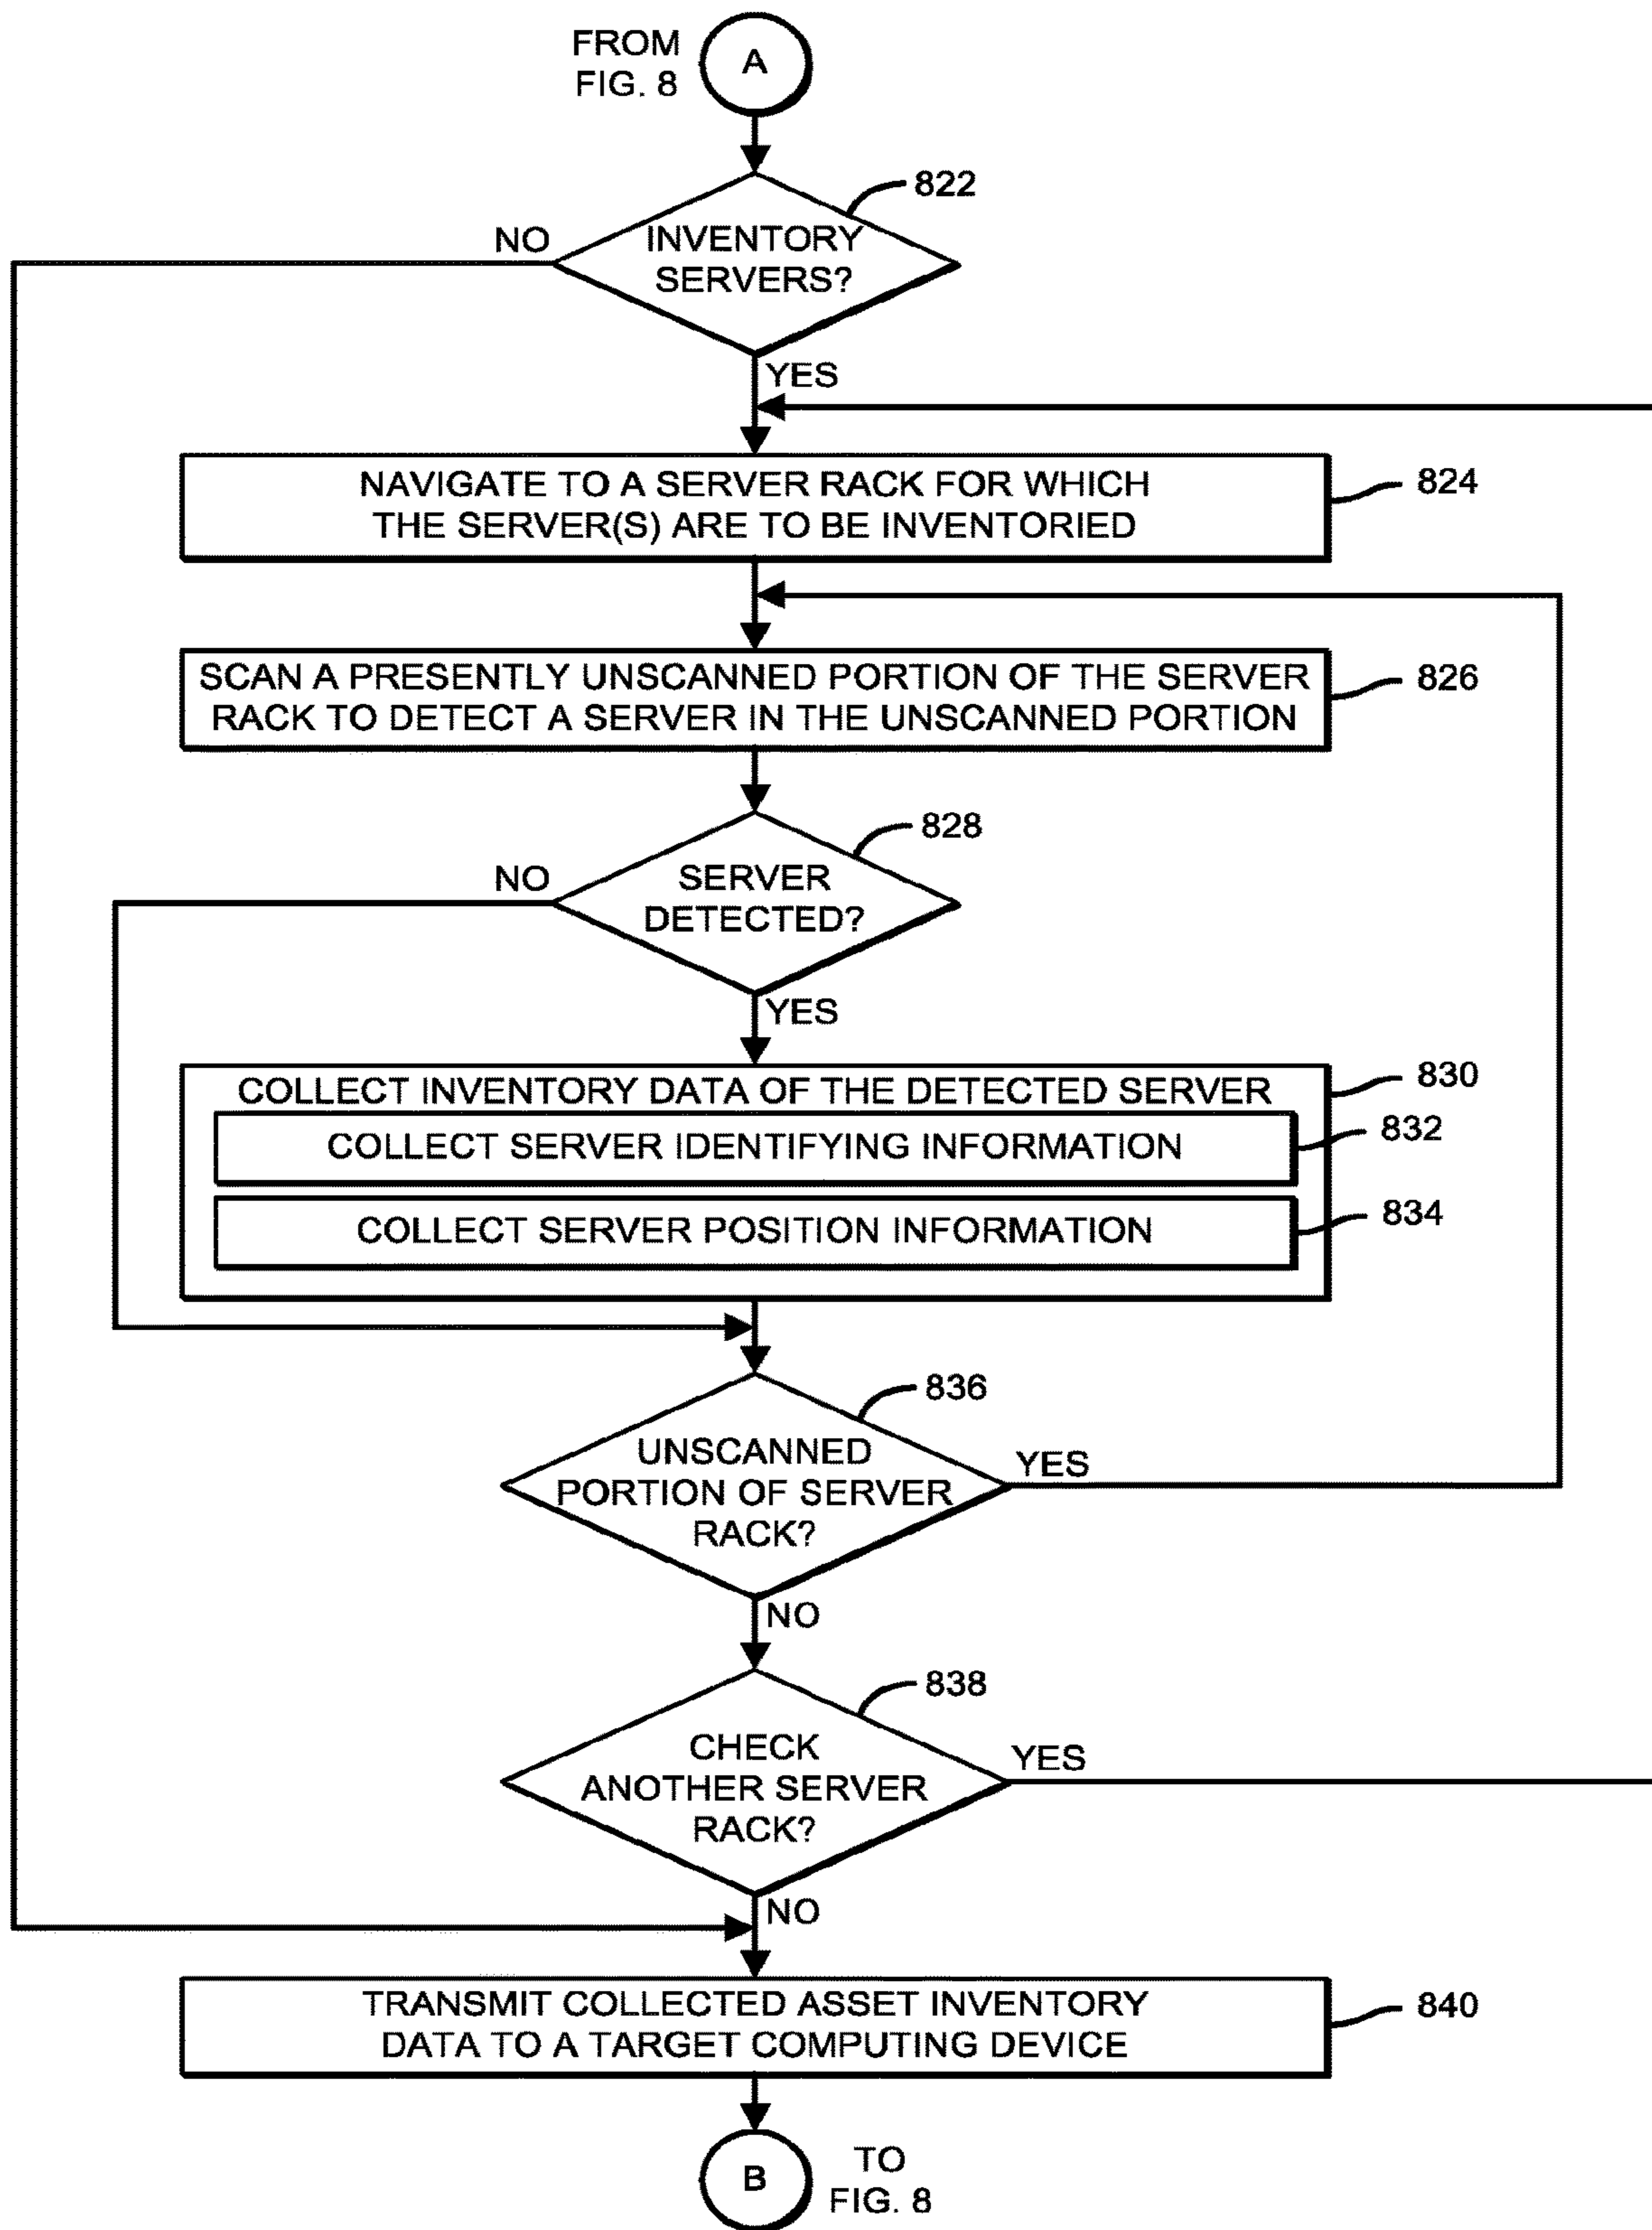 FROM
FIG. 8
A
822
INVENTORY
SERVERS?
NO
YES
NAVIGATE TO A SERVER RACK FOR WHICH
THE SERVER(S) ARE TO BE INVENTORIED
824
SCAN A PRESENTLY UNSCANNED PORTION OF THE SERVER
RACK TO DETECT A SERVER IN THE UNSCANNED PORTION
826
828
SERVER
DETECTED?
NO
YES
COLLECT INVENTORY DATA OF THE DETECTED SERVER
830
COLLECT SERVER IDENTIFYING INFORMATION
832
COLLECT SERVER POSITION INFORMATION
834
836
UNSCANNED
PORTION OF SERVER
RACK?
YES
NO
838
CHECK
ANOTHER SERVER
RACK?
YES
NO
TRANSMIT COLLECTED ASSET INVENTORY
DATA TO A TARGET COMPUTING DEVICE
840
B
TO
FIG. 8